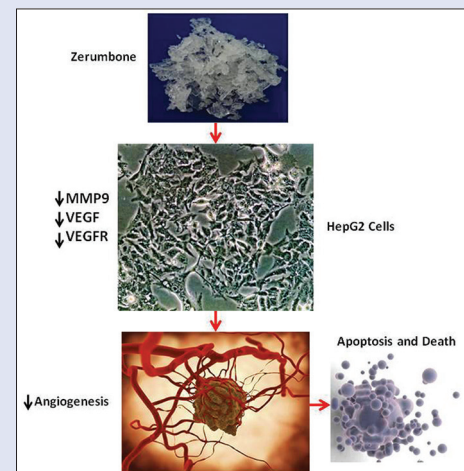 Zerumbone
↓MMP9
↓VEGF
↓VEGFR
HepG2 Cells
Apoptosis and Death
↓Angiogenesis